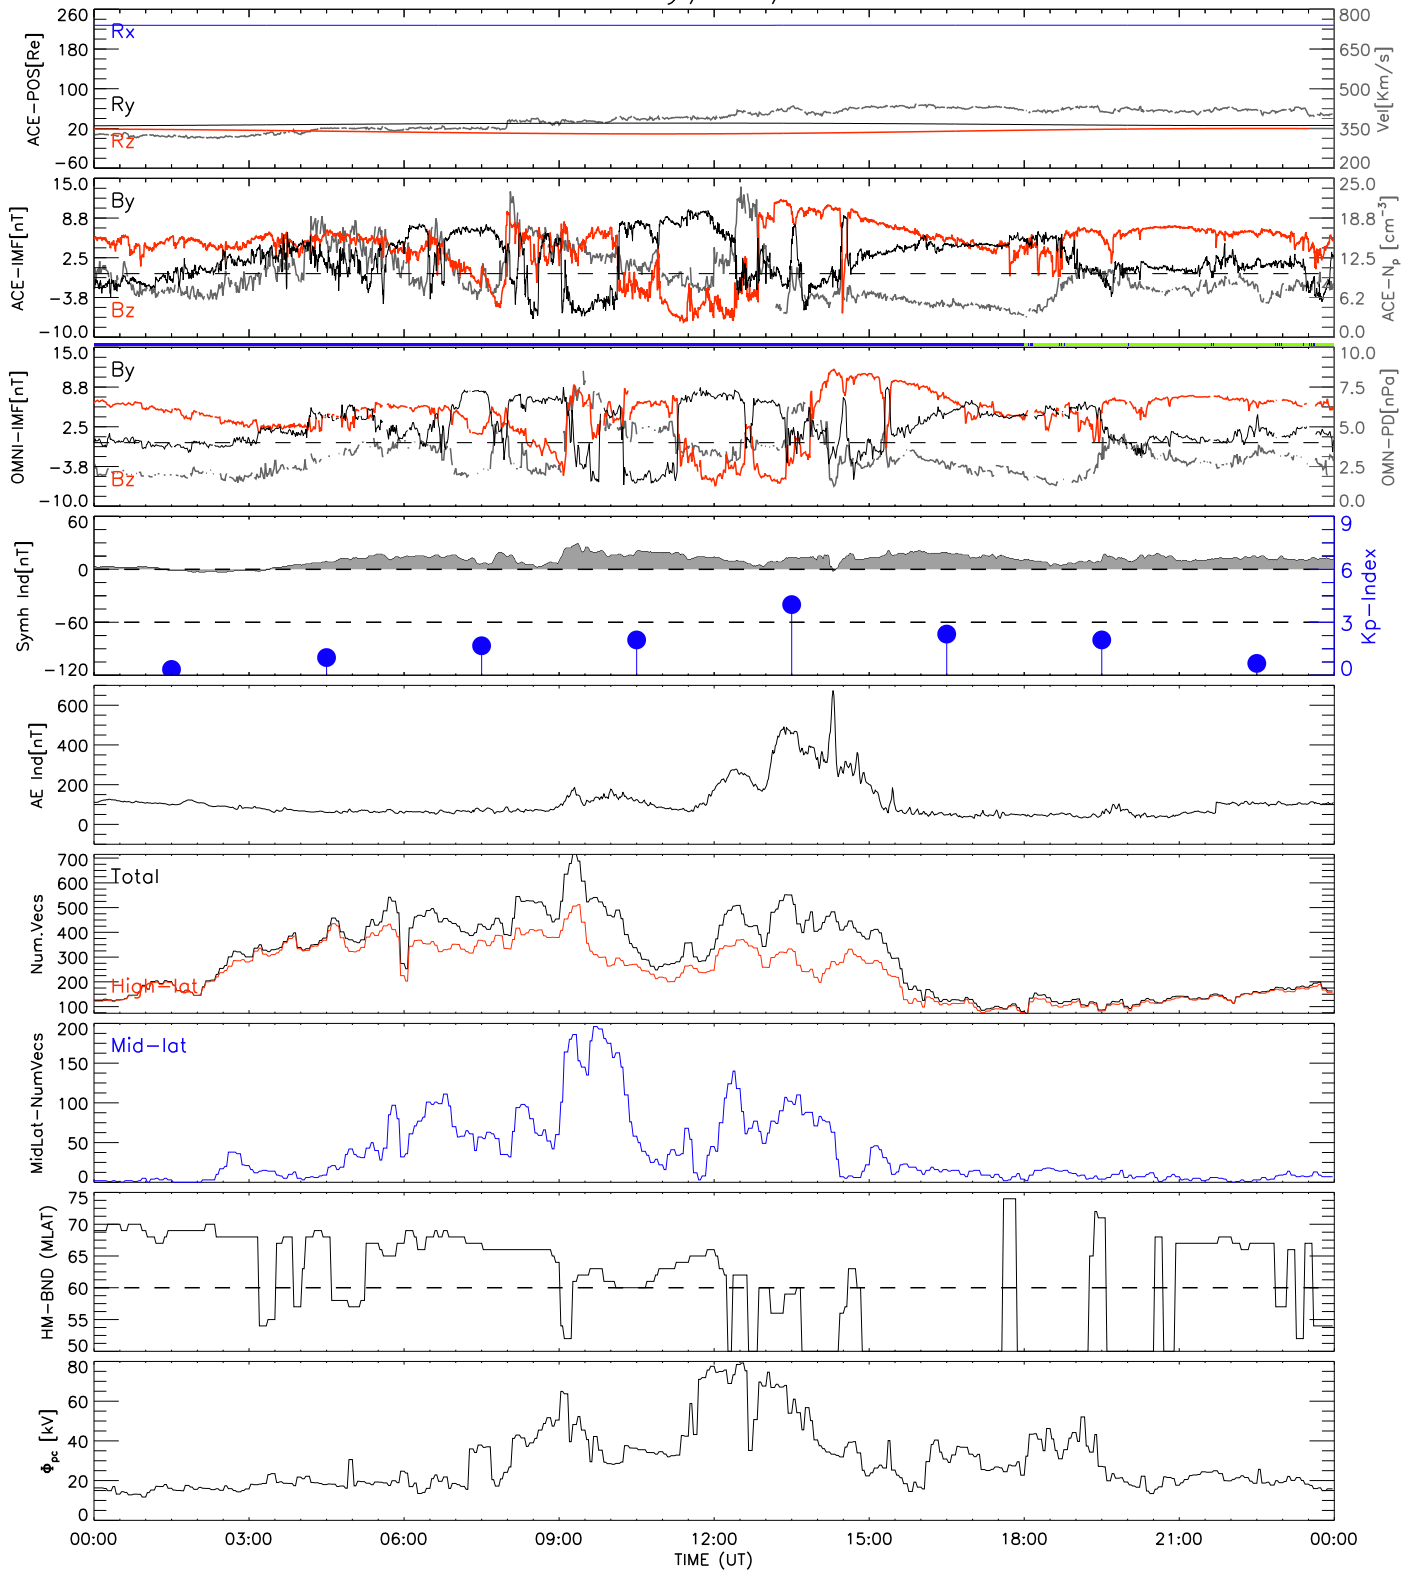 260
180
100
20
−60
ACE−POS[Re]
Rx
Ry
Rz
800
650
500
350
200
Vel[Km/s]
15.0
8.8
2.5
−3.8
−10.0
ACE−IMF[nT]
By
Bz
25.0
18.8
12.5
6.2
0.0
ACE−Np [cm⁻³]
15.0
8.8
2.5
−3.8
−10.0
OMNI−IMF[nT]
By
Bz
10.0
7.5
5.0
2.5
0.0
OMN−PD[nPa]
60
0
−60
−120
Symh Ind[nT]
9
6
3
0
Kp−Index
600
400
200
0
AE Ind[nT]
700
600
500
400
300
200
100
Num.Vecs
Total
High−lat
200
150
100
50
0
MidLat−NumVecs
Mid−lat
75
70
65
60
55
50
HM−BND (MLAT)
80
60
40
20
0
Φpc [kV]
00:00 03:00 06:00 09:00 12:00 15:00 18:00 21:00 00:00
TIME (UT)